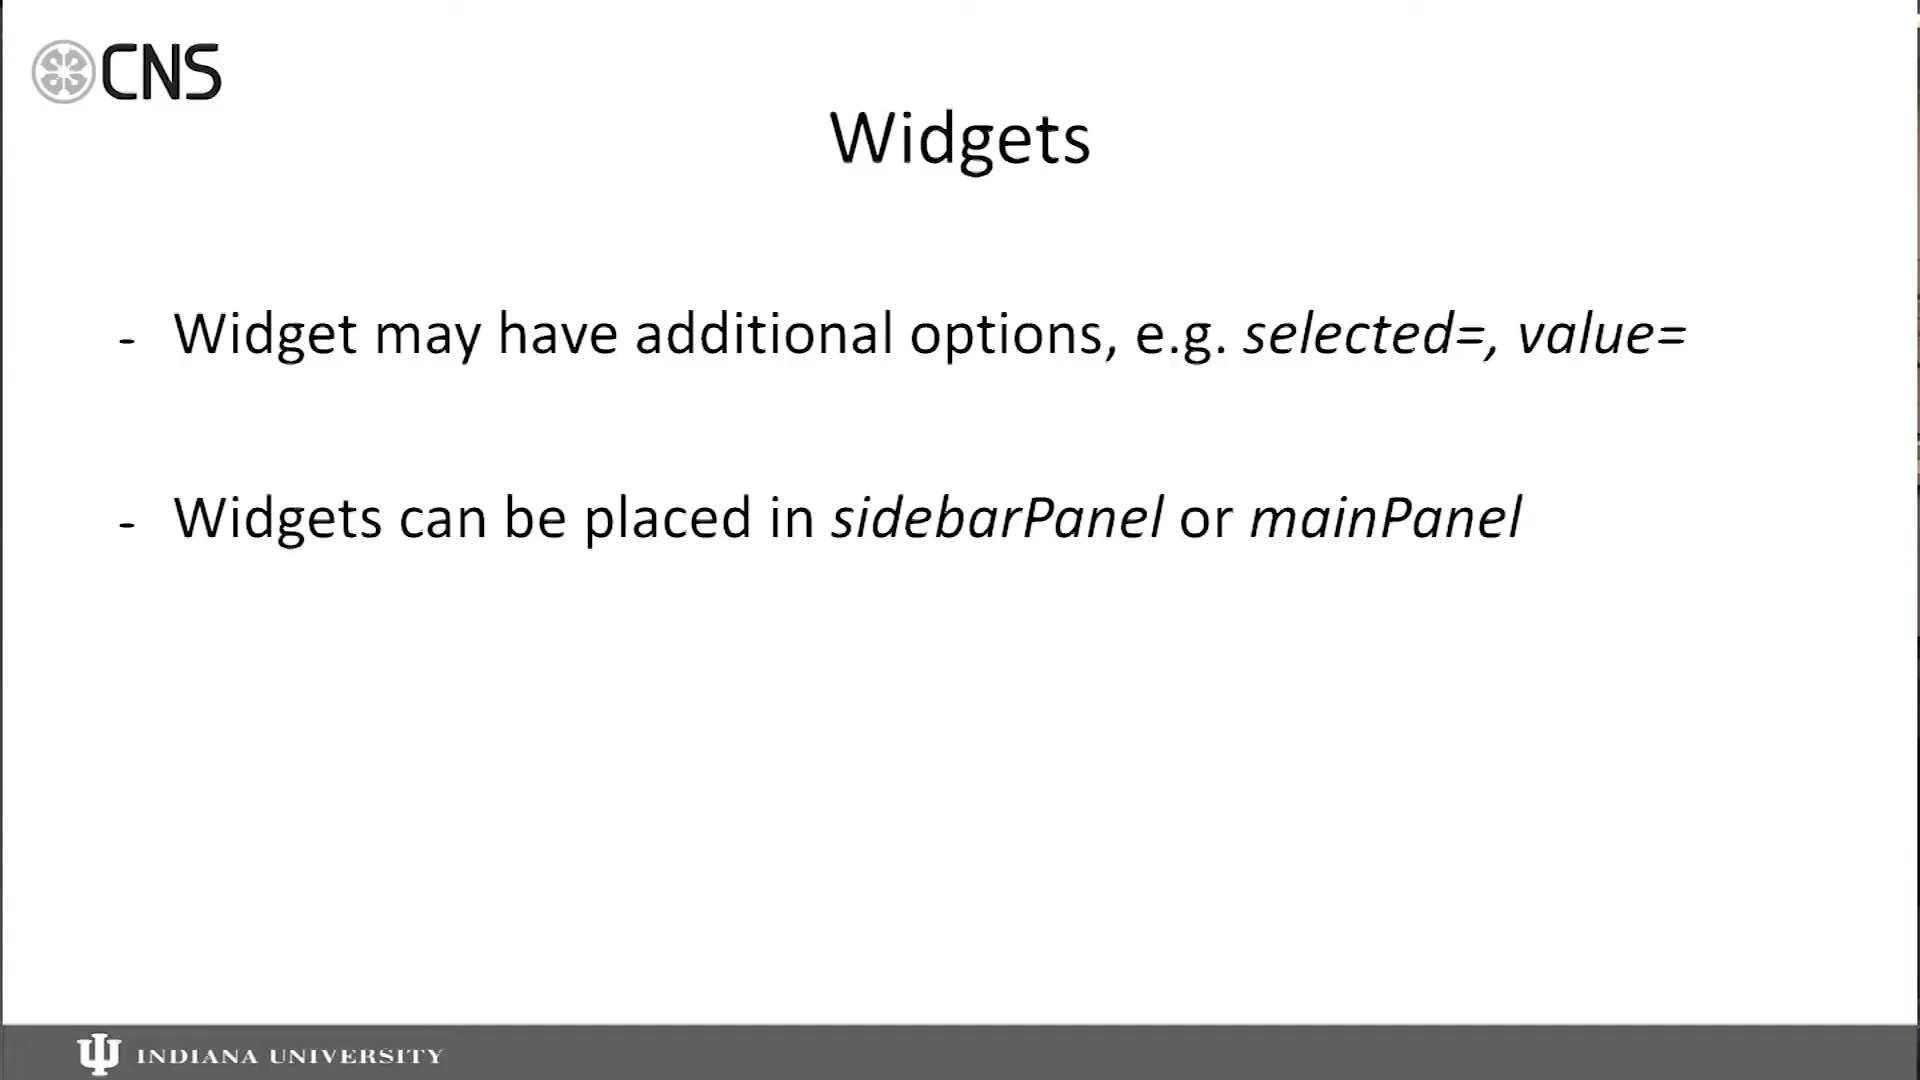 CNS
Widgets
- Widget may have additional options, e.g. selected=, value=
- Widgets can be placed in sidebarPanel or mainPanel
INDIANA UNIVERSITY